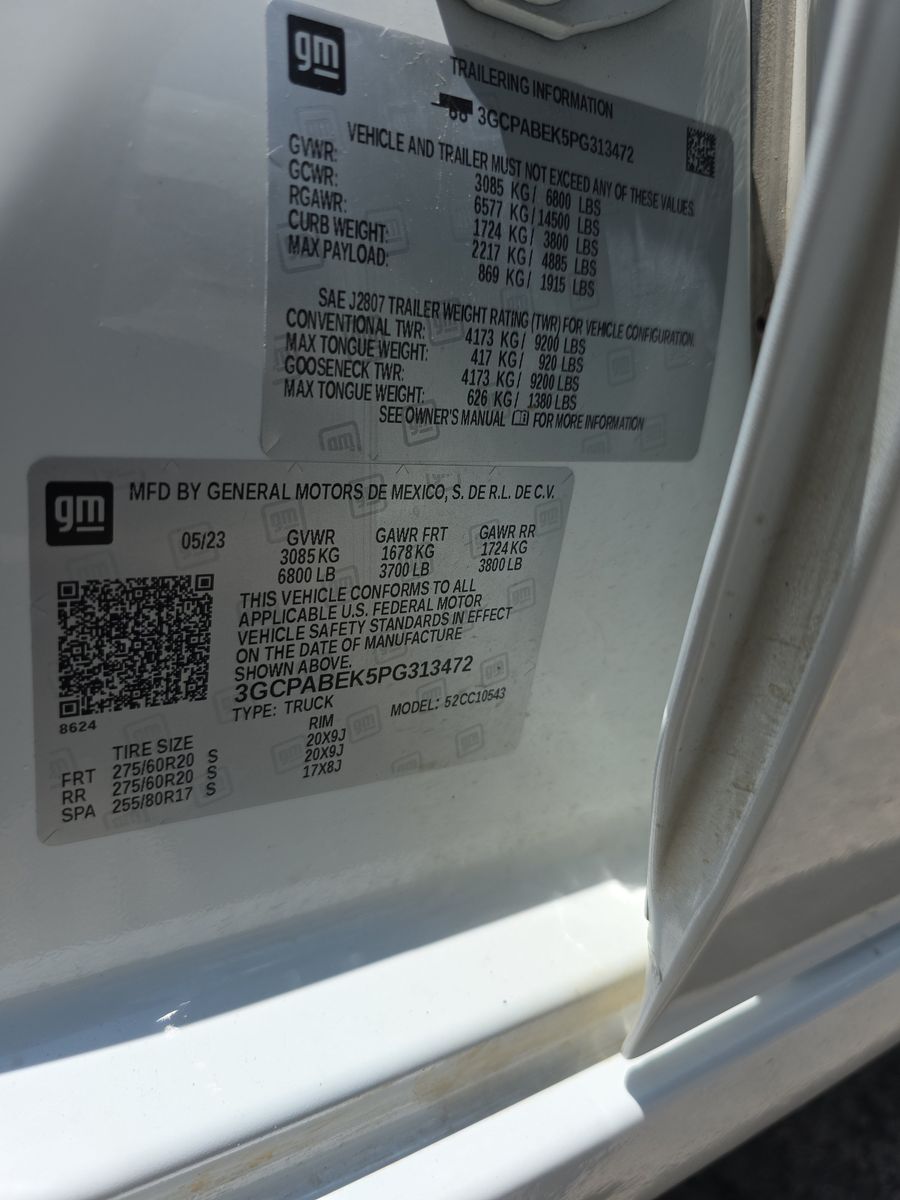 gm
TRAILERING INFORMATION
3GCPABEK5PG313472
VEHICLE AND TRAILER MUST NOT EXCEED ANY OF THESE VALUES.
GVWR: 3085 KG/ 6800 LBS
GCWR: 6577 KG/14500 LBS
RGAWR: 1724 KG/ 3800 LBS
CURB WEIGHT: 2217 KG/ 4885 LBS
MAX PAYLOAD: 869 KG/ 1915 LBS
SAE J2807 TRAILER WEIGHT RATING (TWR) FOR VEHICLE CONFIGURATION.
CONVENTIONAL TWR: 4173 KG/ 9200 LBS
MAX TONGUE WEIGHT: 417 KG/ 920 LBS
GOOSENECK TWR: 4173 KG/ 9200 LBS
MAX TONGUE WEIGHT: 626 KG/ 1380 LBS
SEE OWNER'S MANUAL FOR MORE INFORMATION
gm
MFD BY GENERAL MOTORS DE MEXICO, S. DE R.L. DE C.V.
05/23 GVWR GAWR FRT GAWR RR
3085 KG 1678 KG 1724 KG
6800 LB 3700 LB 3800 LB
THIS VEHICLE CONFORMS TO ALL
APPLICABLE U.S. FEDERAL MOTOR
VEHICLE SAFETY STANDARDS IN EFFECT
ON THE DATE OF MANUFACTURE
SHOWN ABOVE.
3GCPABEK5PG313472
8624
TYPE: TRUCK MODEL: 52CC10543
TIRE SIZE RIM
FRT 275/60R20 S 20X9J
RR 275/60R20 S 20X9J
SPA 255/80R17 S 17X8J